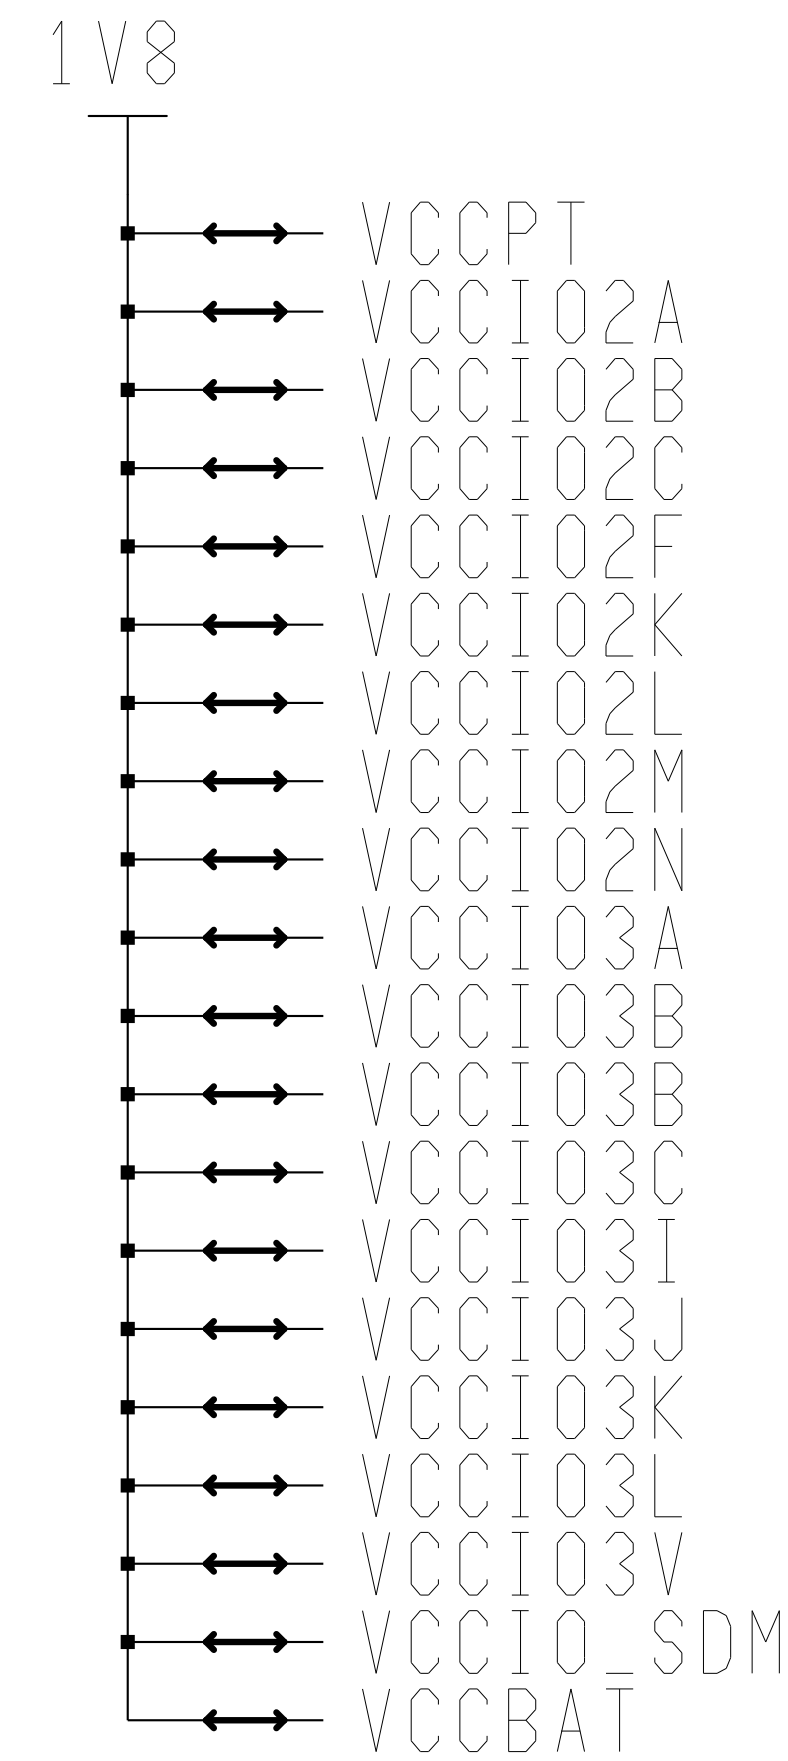 1V8
VCCPT
VCCIO2A
VCCIO2B
VCCIO2C
VCCIO2F
VCCIO2K
VCCIO2L
VCCIO2M
VCCIO2N
VCCIO3A
VCCIO3B
VCCIO3B
VCCIO3C
VCCIO3I
VCCIO3J
VCCIO3K
VCCIO3L
VCCIO3V
VCCIO_SDM
VCCBAT